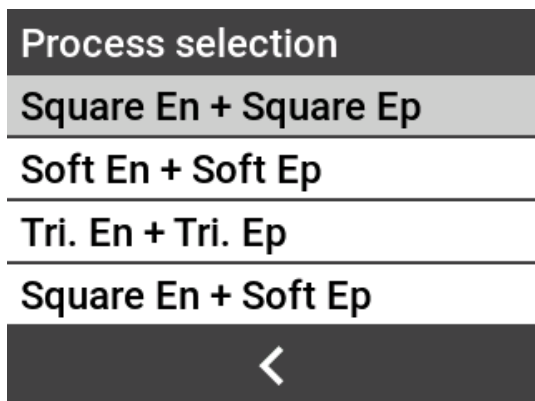 Process selection
Square En + Square Ep
Soft En + Soft Ep
Tri. En + Tri. Ep
Square En + Soft Ep